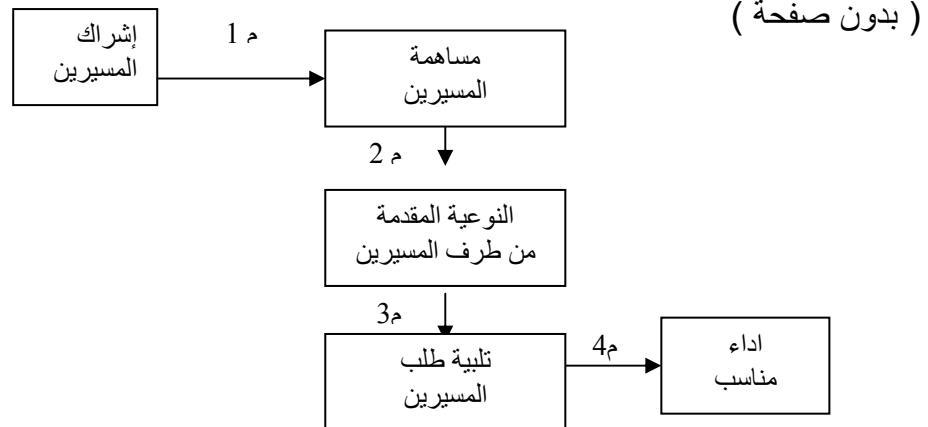 ( بدون صفحة )
إشراك
المسيرين
م 1
مساهمة
المسيرين
م 2
النوعية المقدمة
من طرف المسيرين
م3
تلبية طلب
المسيرين
م4
اداء
مناسب